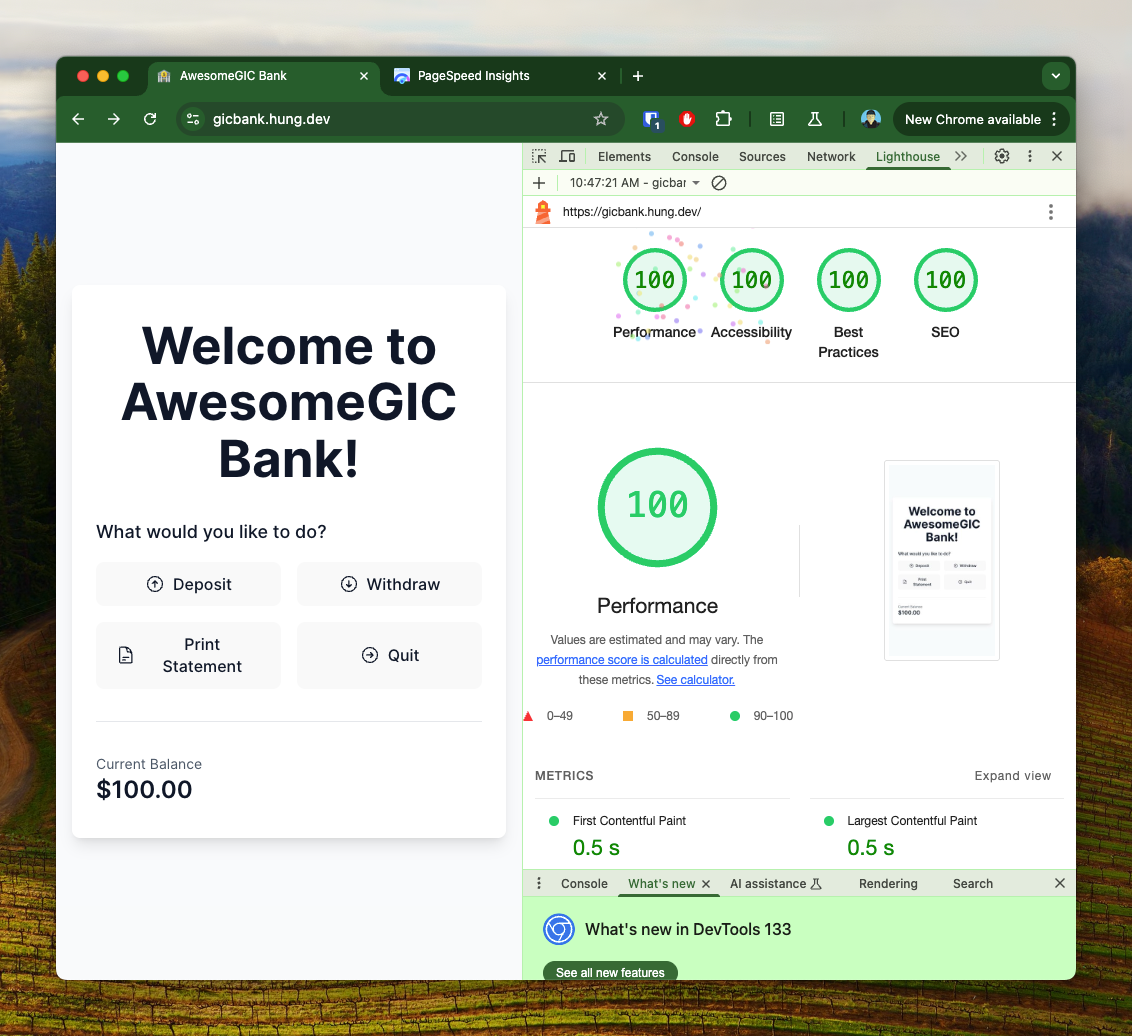 AwesomeGIC Bank
PageSpeed Insights
gicbank.hung.dev
1
New Chrome available
Welcome to
AwesomeGIC
Bank!
What would you like to do?
Deposit
Withdraw
Print
Statement
Quit
Current Balance
$100.00
Elements Console Sources Network Lighthouse
10:47:21 AM - gicbar
https://gicbank.hung.dev/
100 100 100 100
Performance Accessibility Best
Practices SEO
100
Performance
Values are estimated and may vary. The
performance score is calculated directly from
these metrics. See calculator.
0–49 50–89 90–100
Welcome to
AwesomeGIC
Bank!
What would you like to do?
Deposit Withdraw
Print
Statement
Quit
Current Balance
$100.00
METRICS
Expand view
First Contentful Paint
0.5 s
Largest Contentful Paint
0.5 s
Console What's new AI assistance Rendering Search
What's new in DevTools 133
See all new features